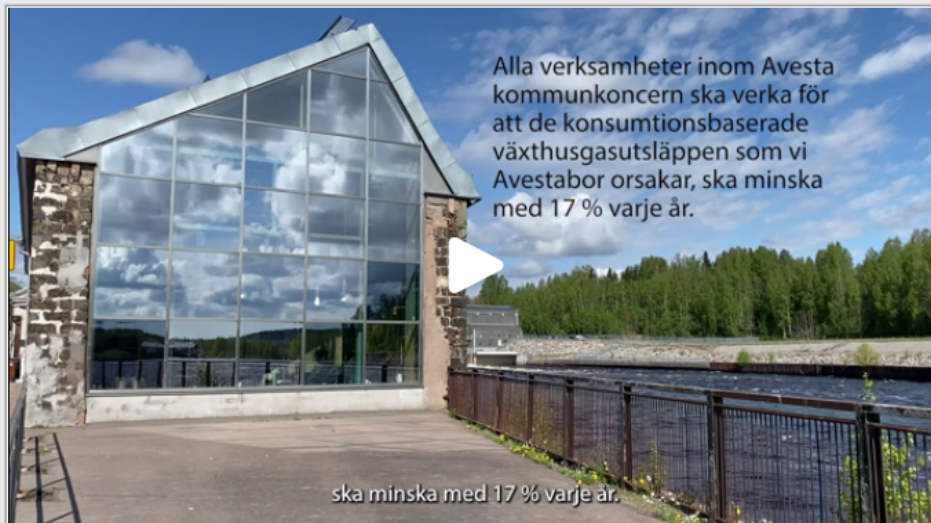 Alla verksamheter inom Avesta
kommunkoncern ska verka för
att de konsumtionsbaserade
växthusgasutsläppen som vi
Avestabor orsakar, ska minska
med 17 % varje år.
ska minska med 17 % varje år.